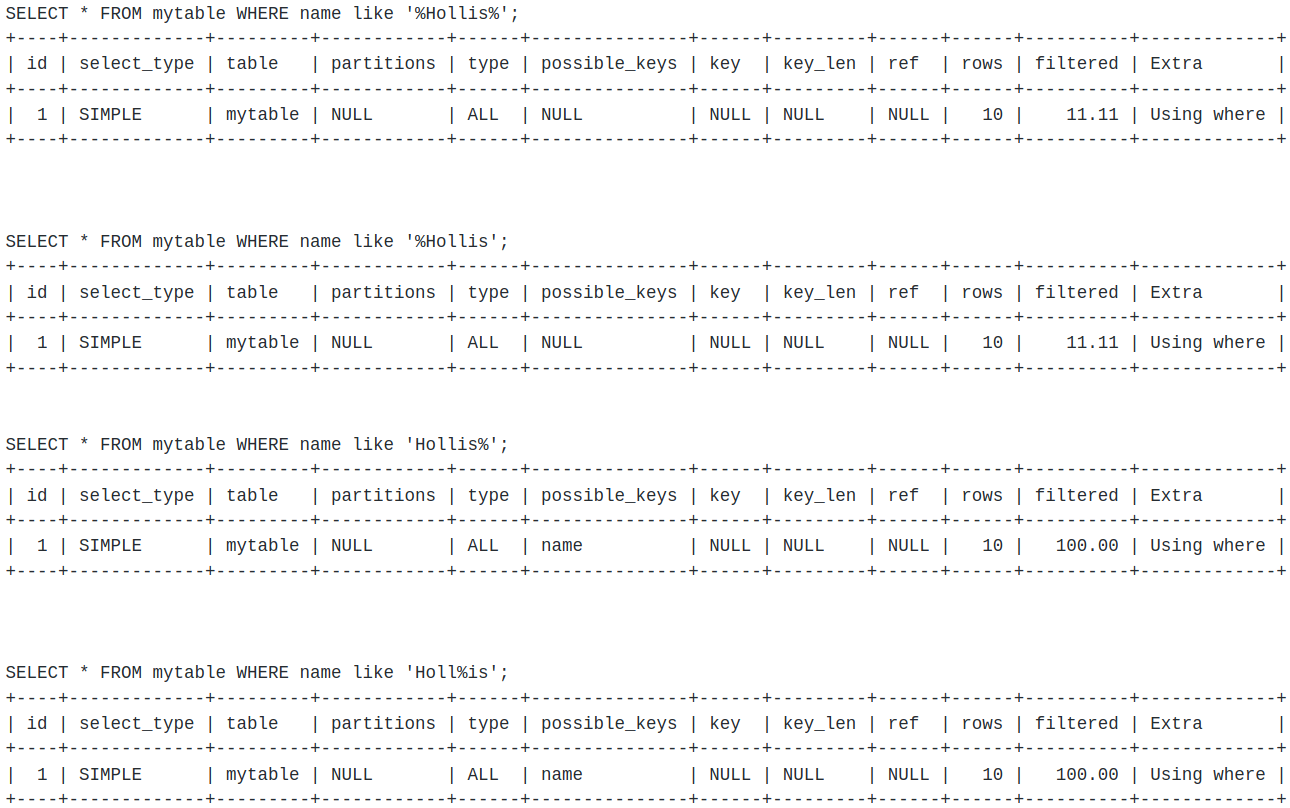 SELECT * FROM mytable WHERE name like '%Hollis%';
+----+-------------+---------+------------+------+---------------+------+---------+------+------+----------+-------------+
| id | select_type | table   | partitions | type | possible_keys | key  | key_len | ref  | rows | filtered | Extra       |
+----+-------------+---------+------------+------+---------------+------+---------+------+------+----------+-------------+
|  1 | SIMPLE      | mytable | NULL       | ALL  | NULL          | NULL | NULL    | NULL |   10 |    11.11 | Using where |
+----+-------------+---------+------------+------+---------------+------+---------+------+------+----------+-------------+
SELECT * FROM mytable WHERE name like '%Hollis';
+----+-------------+---------+------------+------+---------------+------+---------+------+------+----------+-------------+
| id | select_type | table   | partitions | type | possible_keys | key  | key_len | ref  | rows | filtered | Extra       |
+----+-------------+---------+------------+------+---------------+------+---------+------+------+----------+-------------+
|  1 | SIMPLE      | mytable | NULL       | ALL  | NULL          | NULL | NULL    | NULL |   10 |    11.11 | Using where |
+----+-------------+---------+------------+------+---------------+------+---------+------+------+----------+-------------+
SELECT * FROM mytable WHERE name like 'Hollis%';
+----+-------------+---------+------------+------+---------------+------+---------+------+------+----------+-------------+
| id | select_type | table   | partitions | type | possible_keys | key  | key_len | ref  | rows | filtered | Extra       |
+----+-------------+---------+------------+------+---------------+------+---------+------+------+----------+-------------+
|  1 | SIMPLE      | mytable | NULL       | ALL  | name          | NULL | NULL    | NULL |   10 |   100.00 | Using where |
+----+-------------+---------+------------+------+---------------+------+---------+------+------+----------+-------------+
SELECT * FROM mytable WHERE name like 'Holl%is';
+----+-------------+---------+------------+------+---------------+------+---------+------+------+----------+-------------+
| id | select_type | table   | partitions | type | possible_keys | key  | key_len | ref  | rows | filtered | Extra       |
+----+-------------+---------+------------+------+---------------+------+---------+------+------+----------+-------------+
|  1 | SIMPLE      | mytable | NULL       | ALL  | name          | NULL | NULL    | NULL |   10 |   100.00 | Using where |
+----+-------------+---------+------------+------+---------------+------+---------+------+------+----------+-------------+